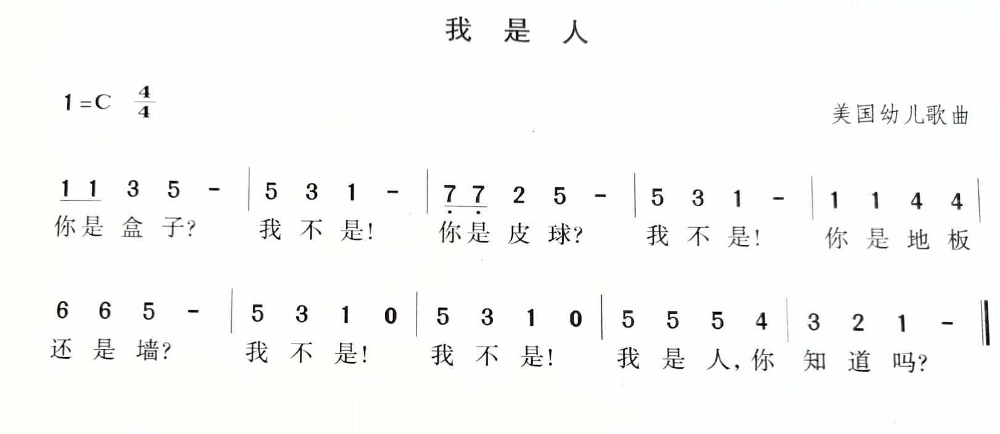 我 是 人
1=C 4/4
美国幼儿歌曲
1 1 3 5 - | 5 3 1 - | 7̣ 7̣ 2 5 - | 5 3 1 - | 1 1 4 4 |
你是 盒 子? 我 不 是! 你是 皮 球? 我 不 是! 你 是 地 板
6 6 5 - | 5 3 1 0 | 5 3 1 0 | 5 5 5 4 | 3 2 1 - ‖
还 是 墙? 我 不 是! 我 不 是! 我 是 人, 你 知 道 吗?